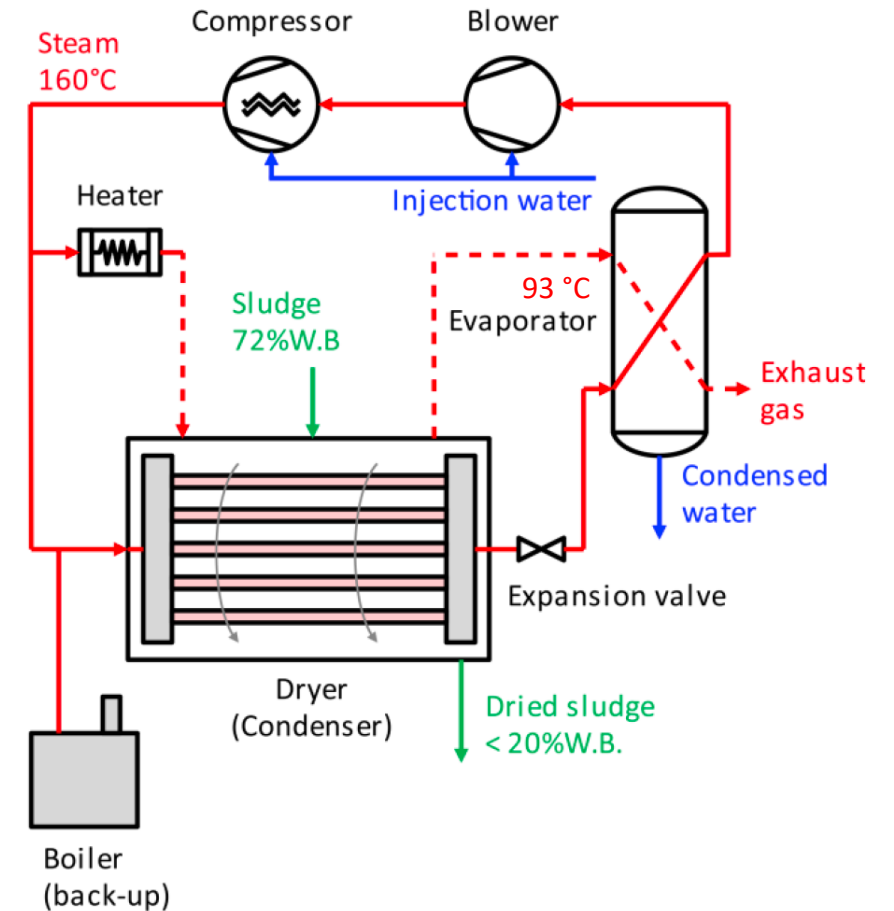 Compressor
Blower
Steam
160°C
Heater
Injection water
Sludge
72%W.B
93 °C
Evaporator
Exhaust
gas
Condensed
water
Expansion valve
Dryer
(Condenser)
Dried sludge
< 20%W.B.
Boiler
(back-up)